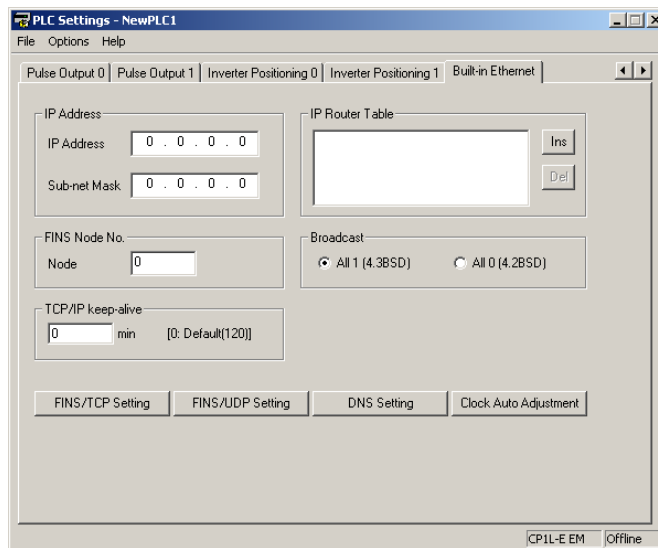 PLC Settings - NewPLC1
File Options Help
Pulse Output 0 Pulse Output 1 Inverter Positioning 0 Inverter Positioning 1 Built-in Ethernet
IP Address
IP Address 0 . 0 . 0 . 0
Sub-net Mask 0 . 0 . 0 . 0
IP Router Table
Ins
Del
FINS Node No.
Node 0
Broadcast
All 1 (4.3BSD) All 0 (4.2BSD)
TCP/IP keep-alive
0 min [0: Default(120)]
FINS/TCP Setting FINS/UDP Setting DNS Setting Clock Auto Adjustment
CP1L-E EM Offline